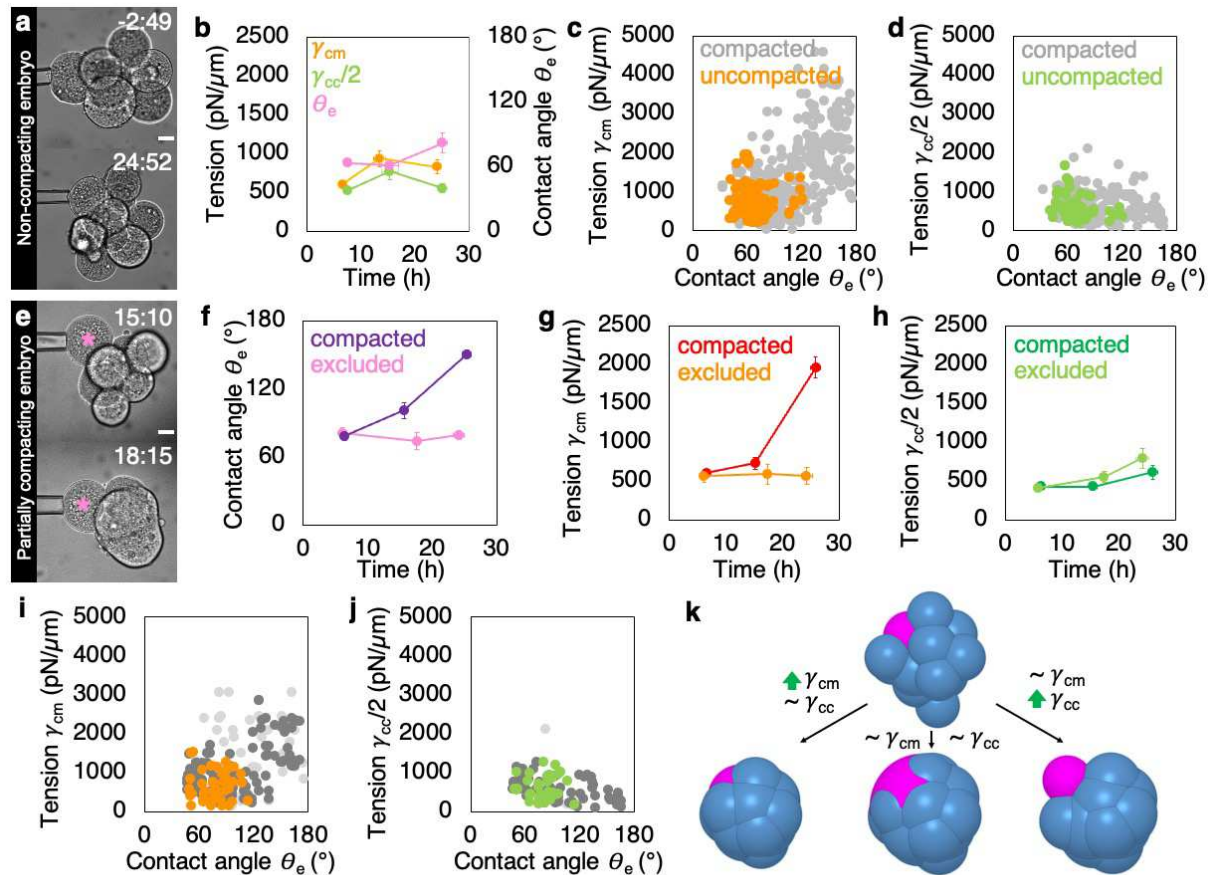 a
-2:49
Non-compacting embryo
24:52
b
2500
2000
1500
1000
500
0
Tension (pN/µm)
γcm
γcc/2
θe
180
120
60
0
Contact angle θe (°)
0 10 20 30
Time (h)
c
compacted
uncompacted
5000
4000
3000
2000
1000
0
Tension γcm (pN/µm)
0 60 120 180
Contact angle θe (°)
d
compacted
uncompacted
5000
4000
3000
2000
1000
0
Tension γcc/2 (pN/µm)
0 60 120 180
Contact angle θe (°)
e
15:10
*
Partially compacting embryo
18:15
*
f
180
120
60
0
Contact angle θe (°)
compacted
excluded
0 10 20 30
Time (h)
g
2500
2000
1500
1000
500
0
Tension γcm (pN/µm)
compacted
excluded
0 10 20 30
Time (h)
h
2500
2000
1500
1000
500
0
Tension γcc/2 (pN/µm)
compacted
excluded
0 10 20 30
Time (h)
i
5000
4000
3000
2000
1000
0
Tension γcm (pN/µm)
0 60 120 180
Contact angle θe (°)
j
5000
4000
3000
2000
1000
0
Tension γcc/2 (pN/µm)
0 60 120 180
Contact angle θe (°)
k
γcm
~ γcc
~ γcm
γcc
~ γcm ~ γcc